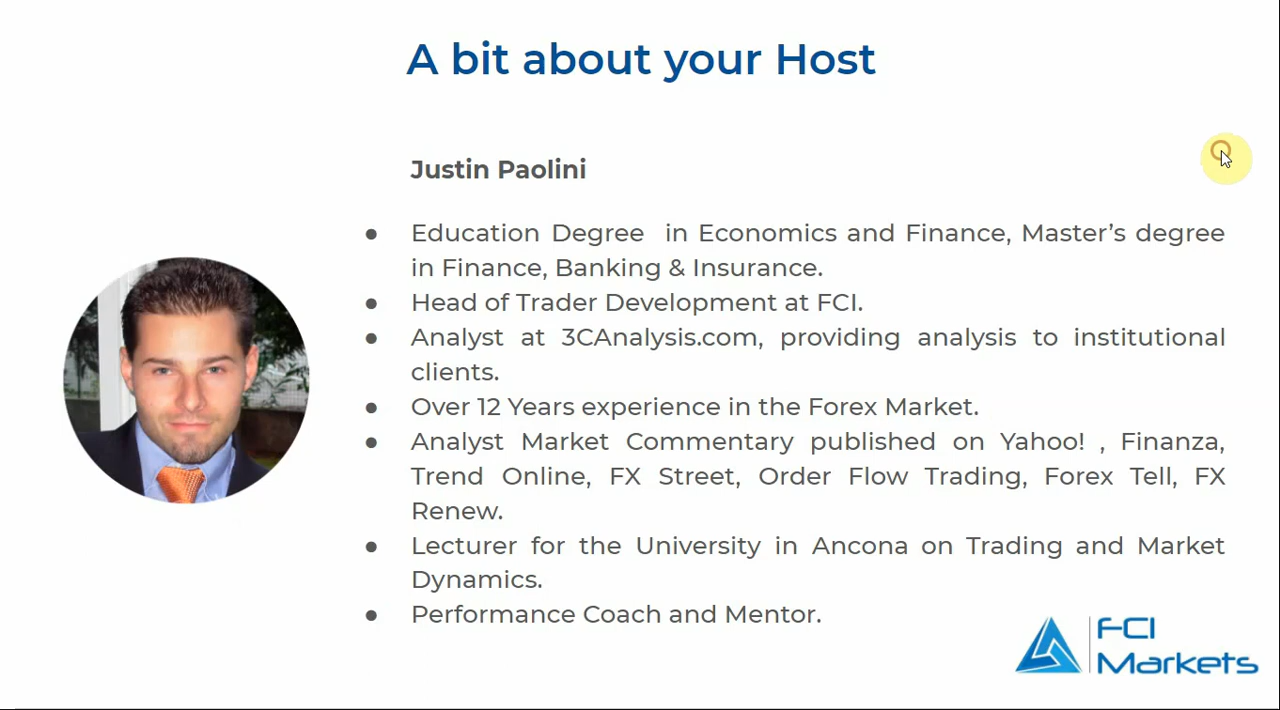 A bit about your Host
Justin Paolini
● Education Degree in Economics and Finance, Master’s degree
in Finance, Banking & Insurance.
● Head of Trader Development at FCI.
● Analyst at 3CAnalysis.com, providing analysis to institutional
clients.
● Over 12 Years experience in the Forex Market.
● Analyst Market Commentary published on Yahoo! , Finanza,
Trend Online, FX Street, Order Flow Trading, Forex Tell, FX
Renew.
● Lecturer for the University in Ancona on Trading and Market
Dynamics.
● Performance Coach and Mentor.
FCI
Markets